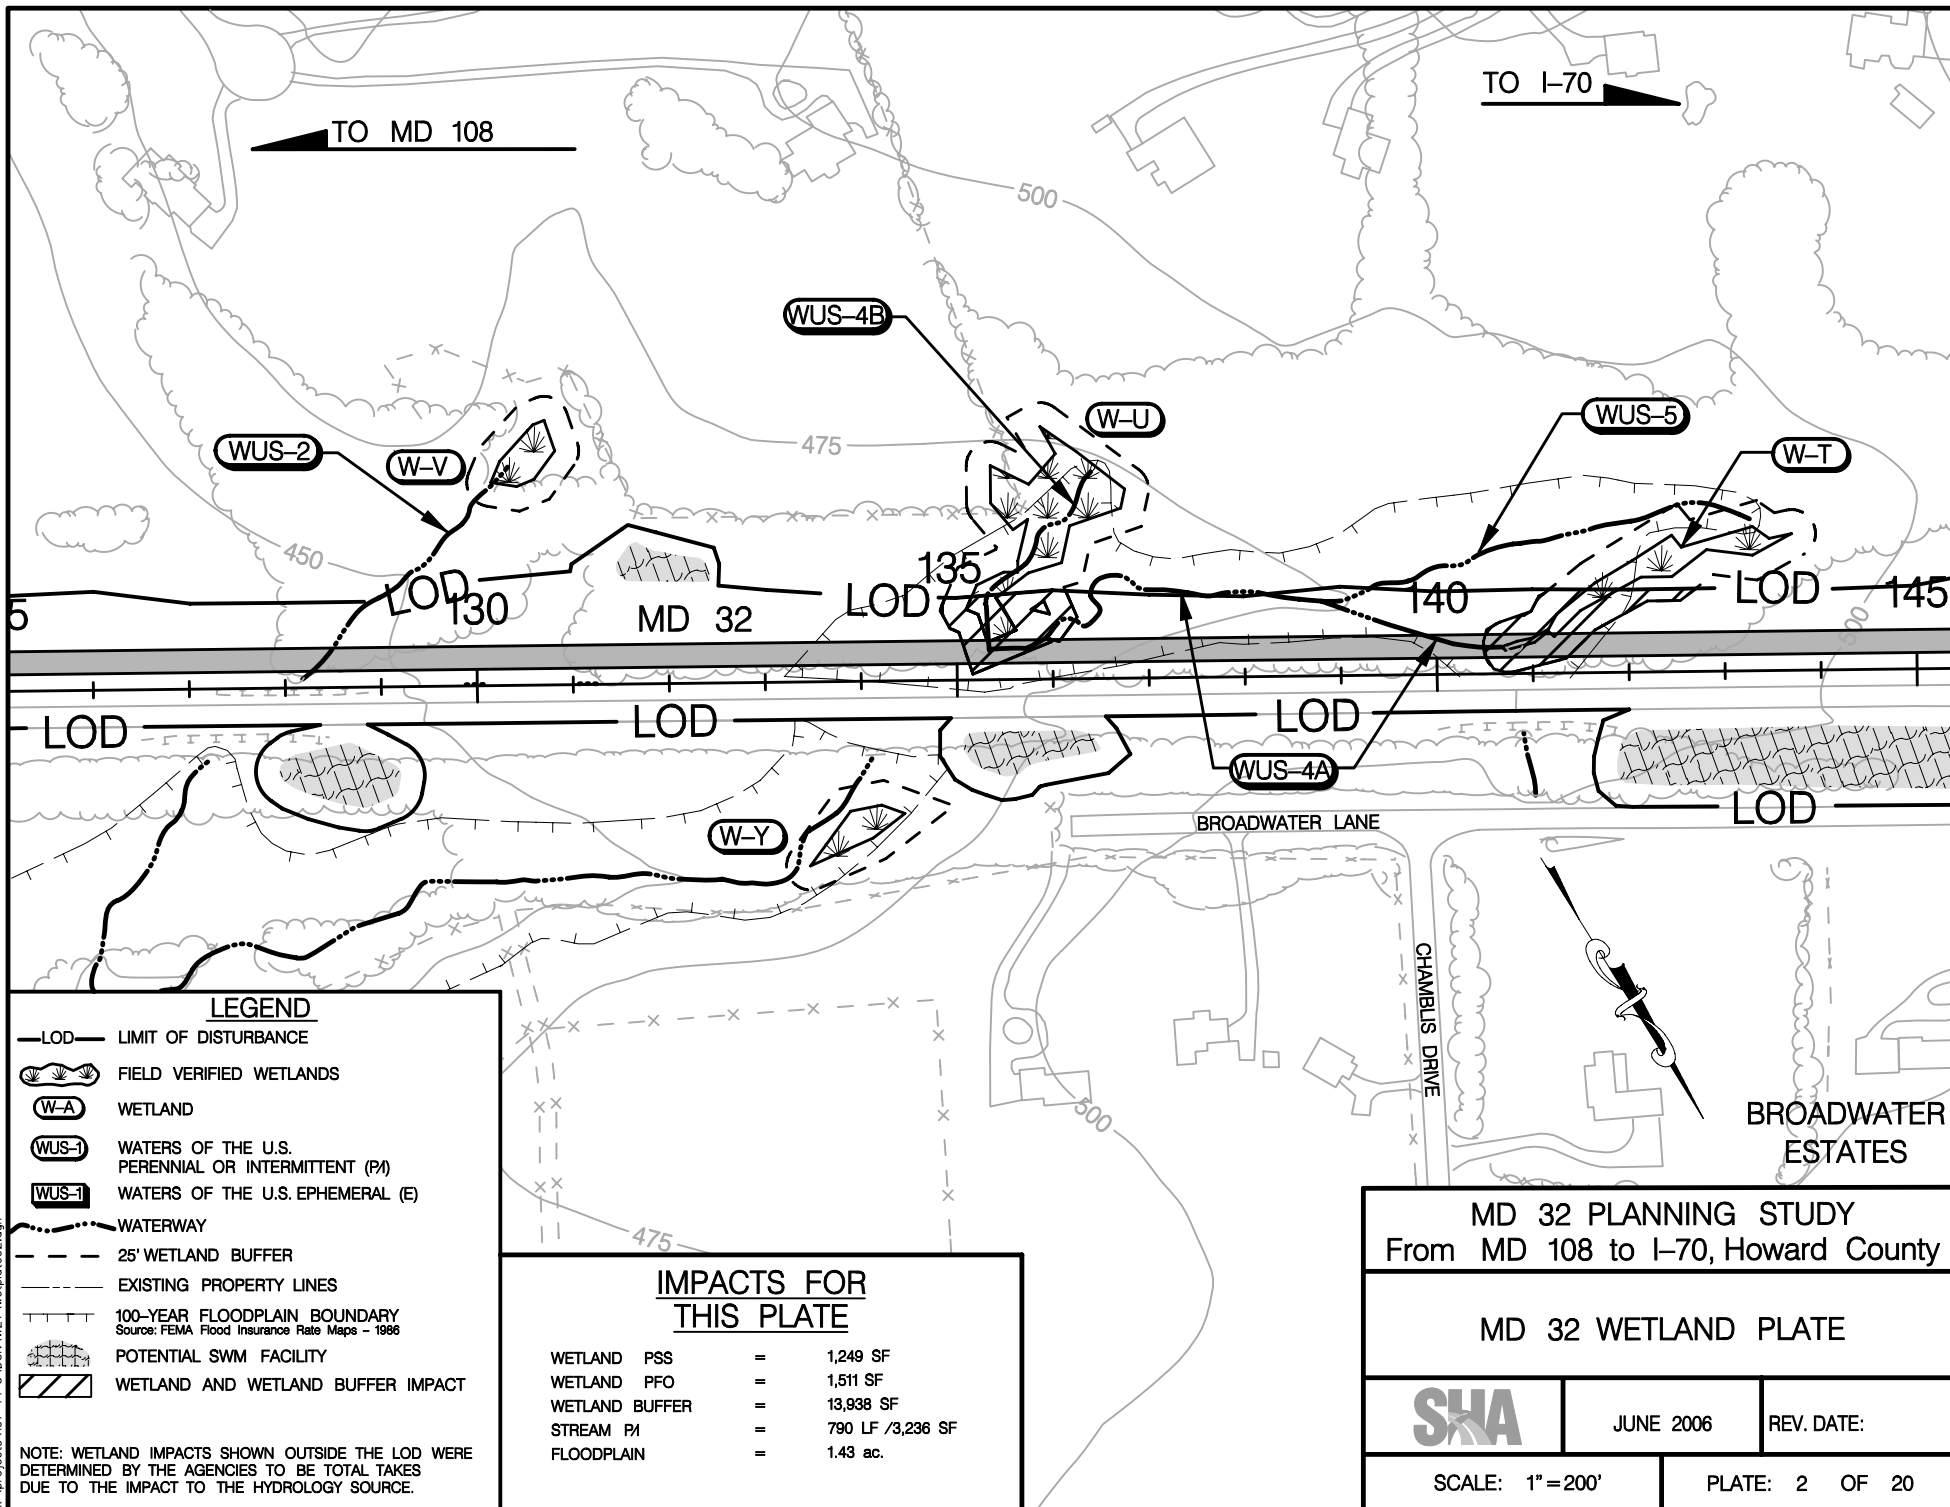 TO I-70
TO MD 108
500
WUS-4B
W-U
WUS-5
475
WUS-2
W-V
W-T
450
LOD
130
MD 32
LOD
135
140
LOD
145
5
500
LOD
LOD
LOD
WUS-4A
LOD
W-Y
BROADWATER LANE
CHAMBLIS DRIVE
500
475
BROADWATER
ESTATES
LEGEND
LOD LIMIT OF DISTURBANCE
FIELD VERIFIED WETLANDS
W-A WETLAND
WUS-1 WATERS OF THE U.S.
PERENNIAL OR INTERMITTENT (P/I)
WUS-1 WATERS OF THE U.S. EPHEMERAL (E)
WATERWAY
25' WETLAND BUFFER
EXISTING PROPERTY LINES
100-YEAR FLOODPLAIN BOUNDARY
Source: FEMA Flood Insurance Rate Maps - 1986
POTENTIAL SWM FACILITY
WETLAND AND WETLAND BUFFER IMPACT
NOTE: WETLAND IMPACTS SHOWN OUTSIDE THE LOD WERE
DETERMINED BY THE AGENCIES TO BE TOTAL TAKES
DUE TO THE IMPACT TO THE HYDROLOGY SOURCE.
IMPACTS FOR
THIS PLATE
WETLAND PSS = 1,249 SF
WETLAND PFO = 1,511 SF
WETLAND BUFFER = 13,938 SF
STREAM P/I = 790 LF /3,236 SF
FLOODPLAIN = 1.43 ac.
MD 32 PLANNING STUDY
From MD 108 to I-70, Howard County
MD 32 WETLAND PLATE
SHA
JUNE 2006
REV. DATE:
SCALE: 1"=200'
PLATE: 2 OF 20